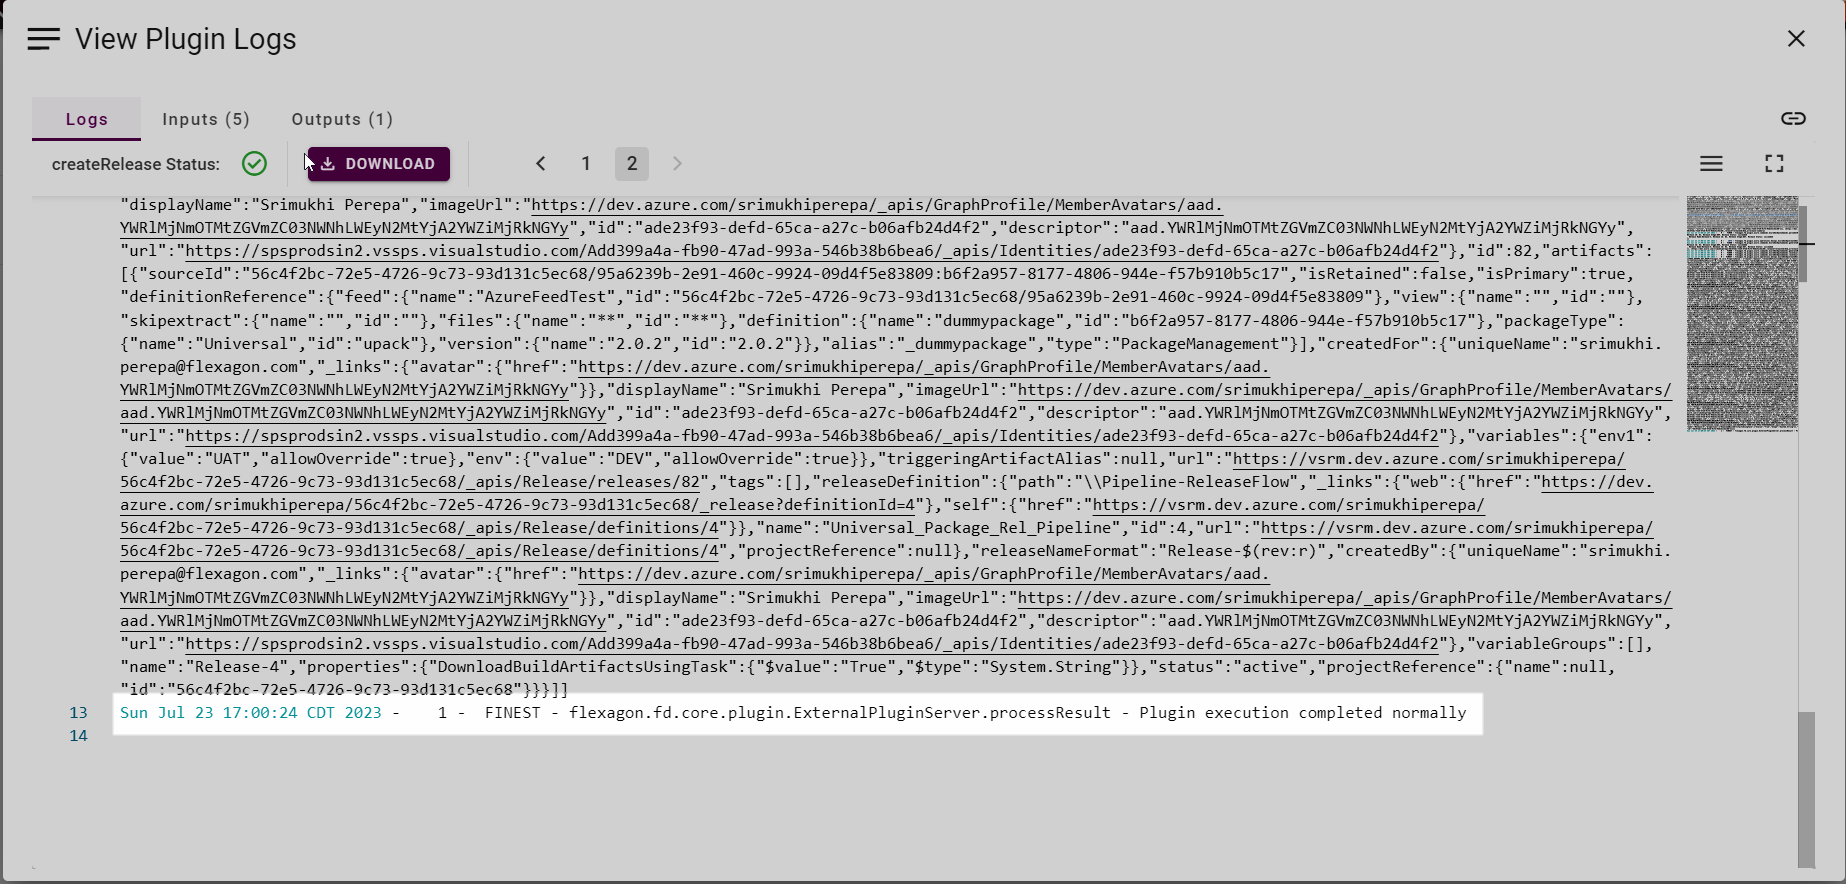 View Plugin Logs
Logs Inputs (5) Outputs (1)
createRelease Status: DOWNLOAD 1 2
"displayName":"Srimukhi Perepa","imageUrl":"https://dev.azure.com/srimukhiperepa/_apis/GraphProfile/MemberAvatars/aad.
YWRlMjNmOTMtZGVmZC03NWNhLWEyN2MtYjA2YWZiMjRkNGYy","id":"ade23f93-defd-65ca-a27c-b06afb24d4f2","descriptor":"aad.YWRlMjNmOTMtZGVmZC03NWNhLWEyN2MtYjA2YWZiMjRkNGYy",
"url":"https://spsprodsin2.vssps.visualstudio.com/Add399a4a-fb90-47ad-993a-546b38b6bea6/_apis/Identities/ade23f93-defd-65ca-a27c-b06afb24d4f2"},"id":82,"artifacts":
[{"sourceId":"56c4f2bc-72e5-4726-9c73-93d131c5ec68/95a6239b-2e91-460c-9924-09d4f5e83809:b6f2a957-8177-4806-944e-f57b910b5c17","isRetained":false,"isPrimary":true,
"definitionReference":{"feed":{"name":"AzureFeedTest","id":"56c4f2bc-72e5-4726-9c73-93d131c5ec68/95a6239b-2e91-460c-9924-09d4f5e83809"},"view":{"name":"","id":""},
"skipextract":{"name":"","id":""},"files":{"name":"**","id":"**"},"definition":{"name":"dummypackage","id":"b6f2a957-8177-4806-944e-f57b910b5c17"},"packageType":
{"name":"Universal","id":"upack"},"version":{"name":"2.0.2","id":"2.0.2"}},"alias":"_dummypackage","type":"PackageManagement"}],"createdFor":{"uniqueName":"srimukhi.
perepa@flexagon.com","_links":{"avatar":{"href":"https://dev.azure.com/srimukhiperepa/_apis/GraphProfile/MemberAvatars/aad.
YWRlMjNmOTMtZGVmZC03NWNhLWEyN2MtYjA2YWZiMjRkNGYy"}},"displayName":"Srimukhi Perepa","imageUrl":"https://dev.azure.com/srimukhiperepa/_apis/GraphProfile/MemberAvatars/
aad.YWRlMjNmOTMtZGVmZC03NWNhLWEyN2MtYjA2YWZiMjRkNGYy","id":"ade23f93-defd-65ca-a27c-b06afb24d4f2","descriptor":"aad.YWRlMjNmOTMtZGVmZC03NWNhLWEyN2MtYjA2YWZiMjRkNGYy",
"url":"https://spsprodsin2.vssps.visualstudio.com/Add399a4a-fb90-47ad-993a-546b38b6bea6/_apis/Identities/ade23f93-defd-65ca-a27c-b06afb24d4f2"},"variables":{"env1":
{"value":"UAT","allowOverride":true},"env":{"value":"DEV","allowOverride":true}},"triggeringArtifactAlias":null,"url":"https://vsrm.dev.azure.com/srimukhiperepa/
56c4f2bc-72e5-4726-9c73-93d131c5ec68/_apis/Release/releases/82","tags":[],"releaseDefinition":{"path":"\\Pipeline-ReleaseFlow","_links":{"web":{"href":"https://dev.
azure.com/srimukhiperepa/56c4f2bc-72e5-4726-9c73-93d131c5ec68/_release?definitionId=4"},"self":{"href":"https://vsrm.dev.azure.com/srimukhiperepa/
56c4f2bc-72e5-4726-9c73-93d131c5ec68/_apis/Release/definitions/4"}},"name":"Universal_Package_Rel_Pipeline","id":4,"url":"https://vsrm.dev.azure.com/srimukhiperepa/
56c4f2bc-72e5-4726-9c73-93d131c5ec68/_apis/Release/definitions/4","projectReference":null},"releaseNameFormat":"Release-$(rev:r)","createdBy":{"uniqueName":"srimukhi.
perepa@flexagon.com","_links":{"avatar":{"href":"https://dev.azure.com/srimukhiperepa/_apis/GraphProfile/MemberAvatars/aad.
YWRlMjNmOTMtZGVmZC03NWNhLWEyN2MtYjA2YWZiMjRkNGYy"}},"displayName":"Srimukhi Perepa","imageUrl":"https://dev.azure.com/srimukhiperepa/_apis/GraphProfile/MemberAvatars/
aad.YWRlMjNmOTMtZGVmZC03NWNhLWEyN2MtYjA2YWZiMjRkNGYy","id":"ade23f93-defd-65ca-a27c-b06afb24d4f2","descriptor":"aad.YWRlMjNmOTMtZGVmZC03NWNhLWEyN2MtYjA2YWZiMjRkNGYy",
"url":"https://spsprodsin2.vssps.visualstudio.com/Add399a4a-fb90-47ad-993a-546b38b6bea6/_apis/Identities/ade23f93-defd-65ca-a27c-b06afb24d4f2"},"variableGroups":[],
"name":"Release-4","properties":{"DownloadBuildArtifactsUsingTask":{"$value":"True","$type":"System.String"}},"status":"active","projectReference":{"name":null,
"id":"56c4f2bc-72e5-4726-9c73-93d131c5ec68"}}}]]
13 Sun Jul 23 17:00:24 CDT 2023 - 1 - FINEST - flexagon.fd.core.plugin.ExternalPluginServer.processResult - Plugin execution completed normally
14